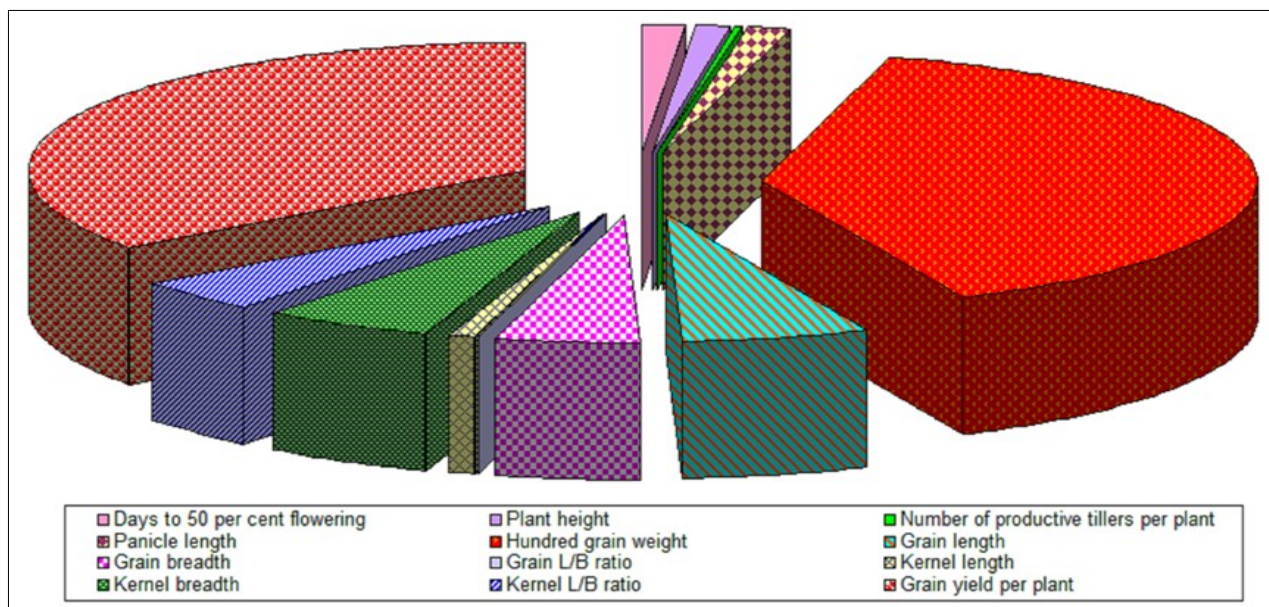 Days to 50 per cent flowering Plant height Number of productive tillers per plant
Panicle length Hundred grain weight Grain length
Grain breadth Grain L/B ratio Kernel length
Kernel breadth Kernel L/B ratio Grain yield per plant